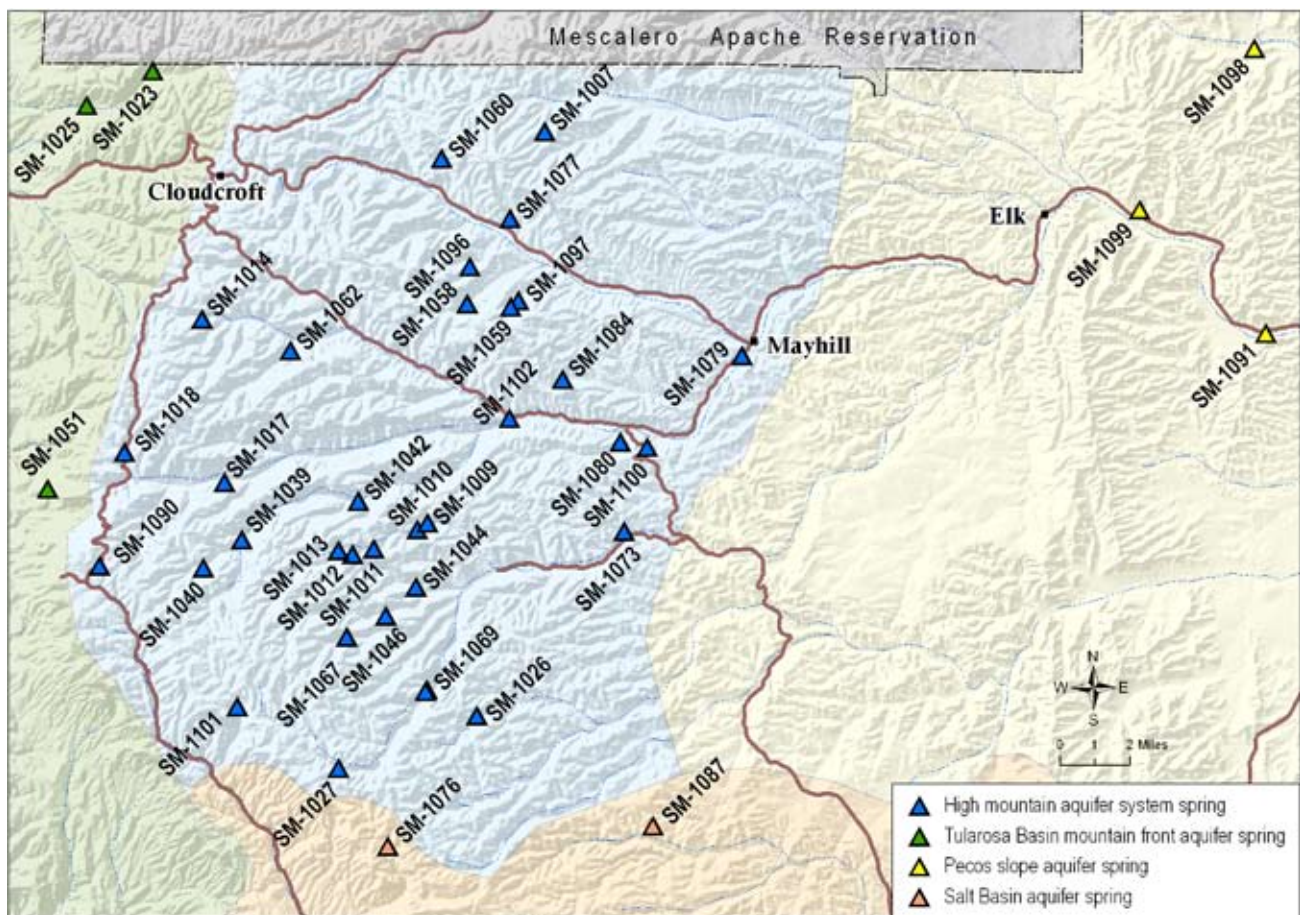 Mescalero Apache Reservation
SM-1098
SM-1007
SM-1023
SM-1060
SM-1025
SM-1077
Cloudcroft
Elk
SM-1099
SM-1096
SM-1097
SM-1014
SM-1062
SM-1058
SM-1059
SM-1084
Mayhill
SM-1079
SM-1091
SM-1102
SM-1018
SM-1051
SM-1017
SM-1042
SM-1010
SM-1009
SM-1080
SM-1100
SM-1039
SM-1090
SM-1013
SM-1044
SM-1012
SM-1011
SM-1073
SM-1040
SM-1046
SM-1067
SM-1069
SM-1026
SM-1101
SM-1027
SM-1076
SM-1087
N
W E
S
0 1 2 Miles
High mountain aquifer system spring
Tularosa Basin mountain front aquifer spring
Pecos slope aquifer spring
Salt Basin aquifer spring